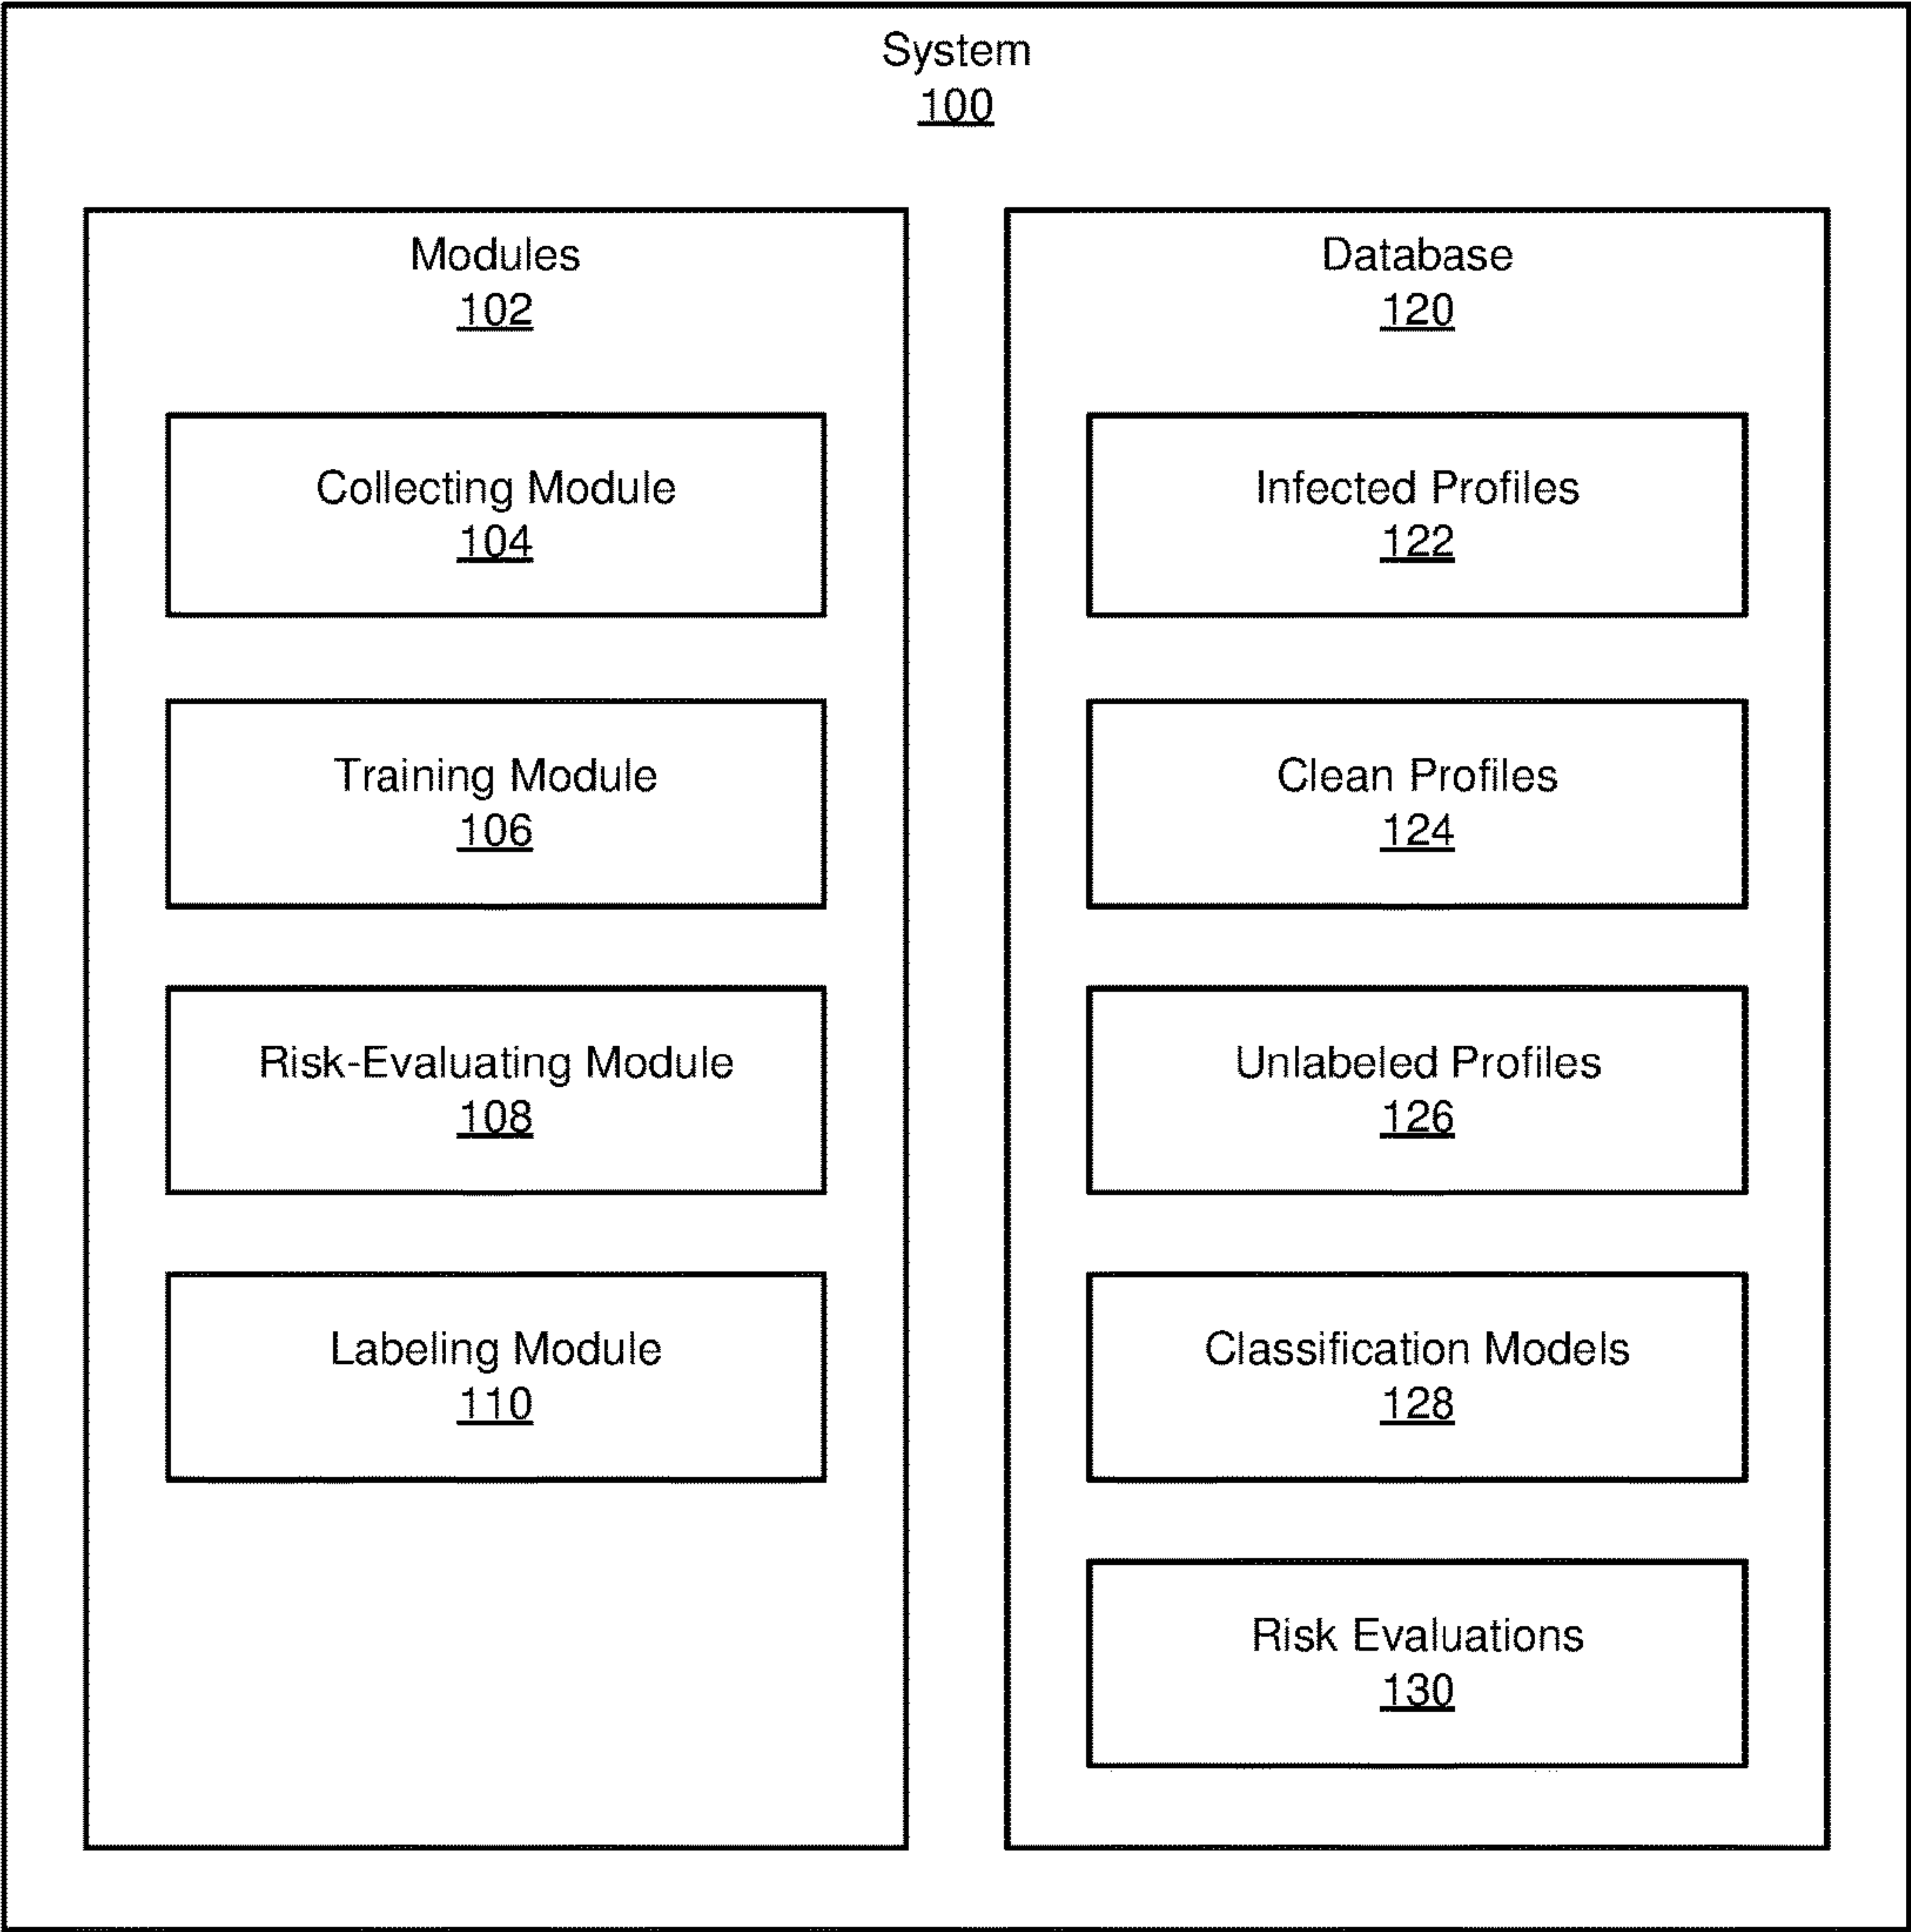 System
100
Modules
102
Collecting Module
104
Training Module
106
Risk-Evaluating Module
108
Labeling Module
110
Database
120
Infected Profiles
122
Clean Profiles
124
Unlabeled Profiles
126
Classification Models
128
Risk Evaluations
130